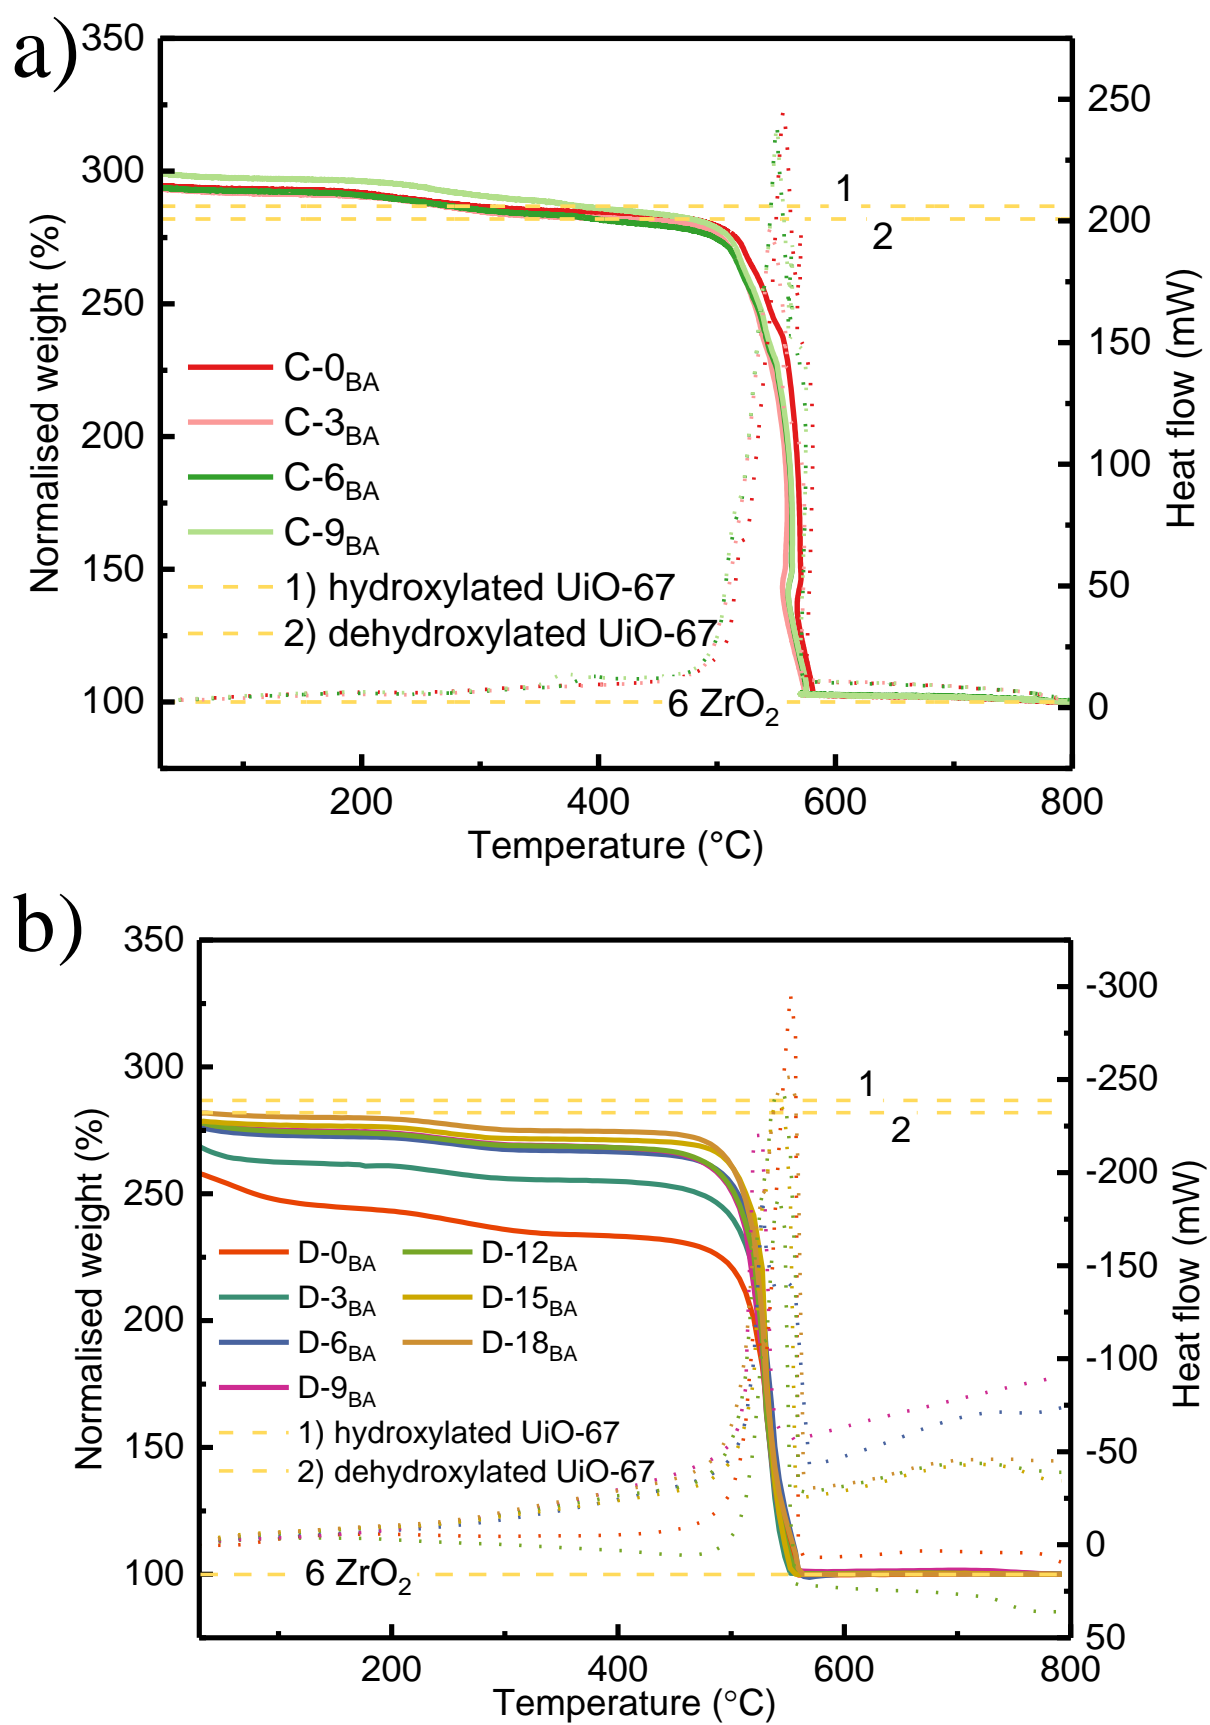 a)
350
300
250
200
150
100
Normalised weight (%)
250
200
150
100
50
0
Heat flow (mW)
1
2
C-0BA
C-3BA
C-6BA
C-9BA
1) hydroxylated UiO-67
2) dehydroxylated UiO-67
6 ZrO2
200 400 600 800
Temperature (°C)
b)
350
300
250
200
150
100
Normalised weight (%)
-300
-250
-200
-150
-100
-50
0
50
Heat flow (mW)
1
2
D-0BA D-12BA
D-3BA D-15BA
D-6BA D-18BA
D-9BA
1) hydroxylated UiO-67
2) dehydroxylated UiO-67
6 ZrO2
200 400 600 800
Temperature (°C)